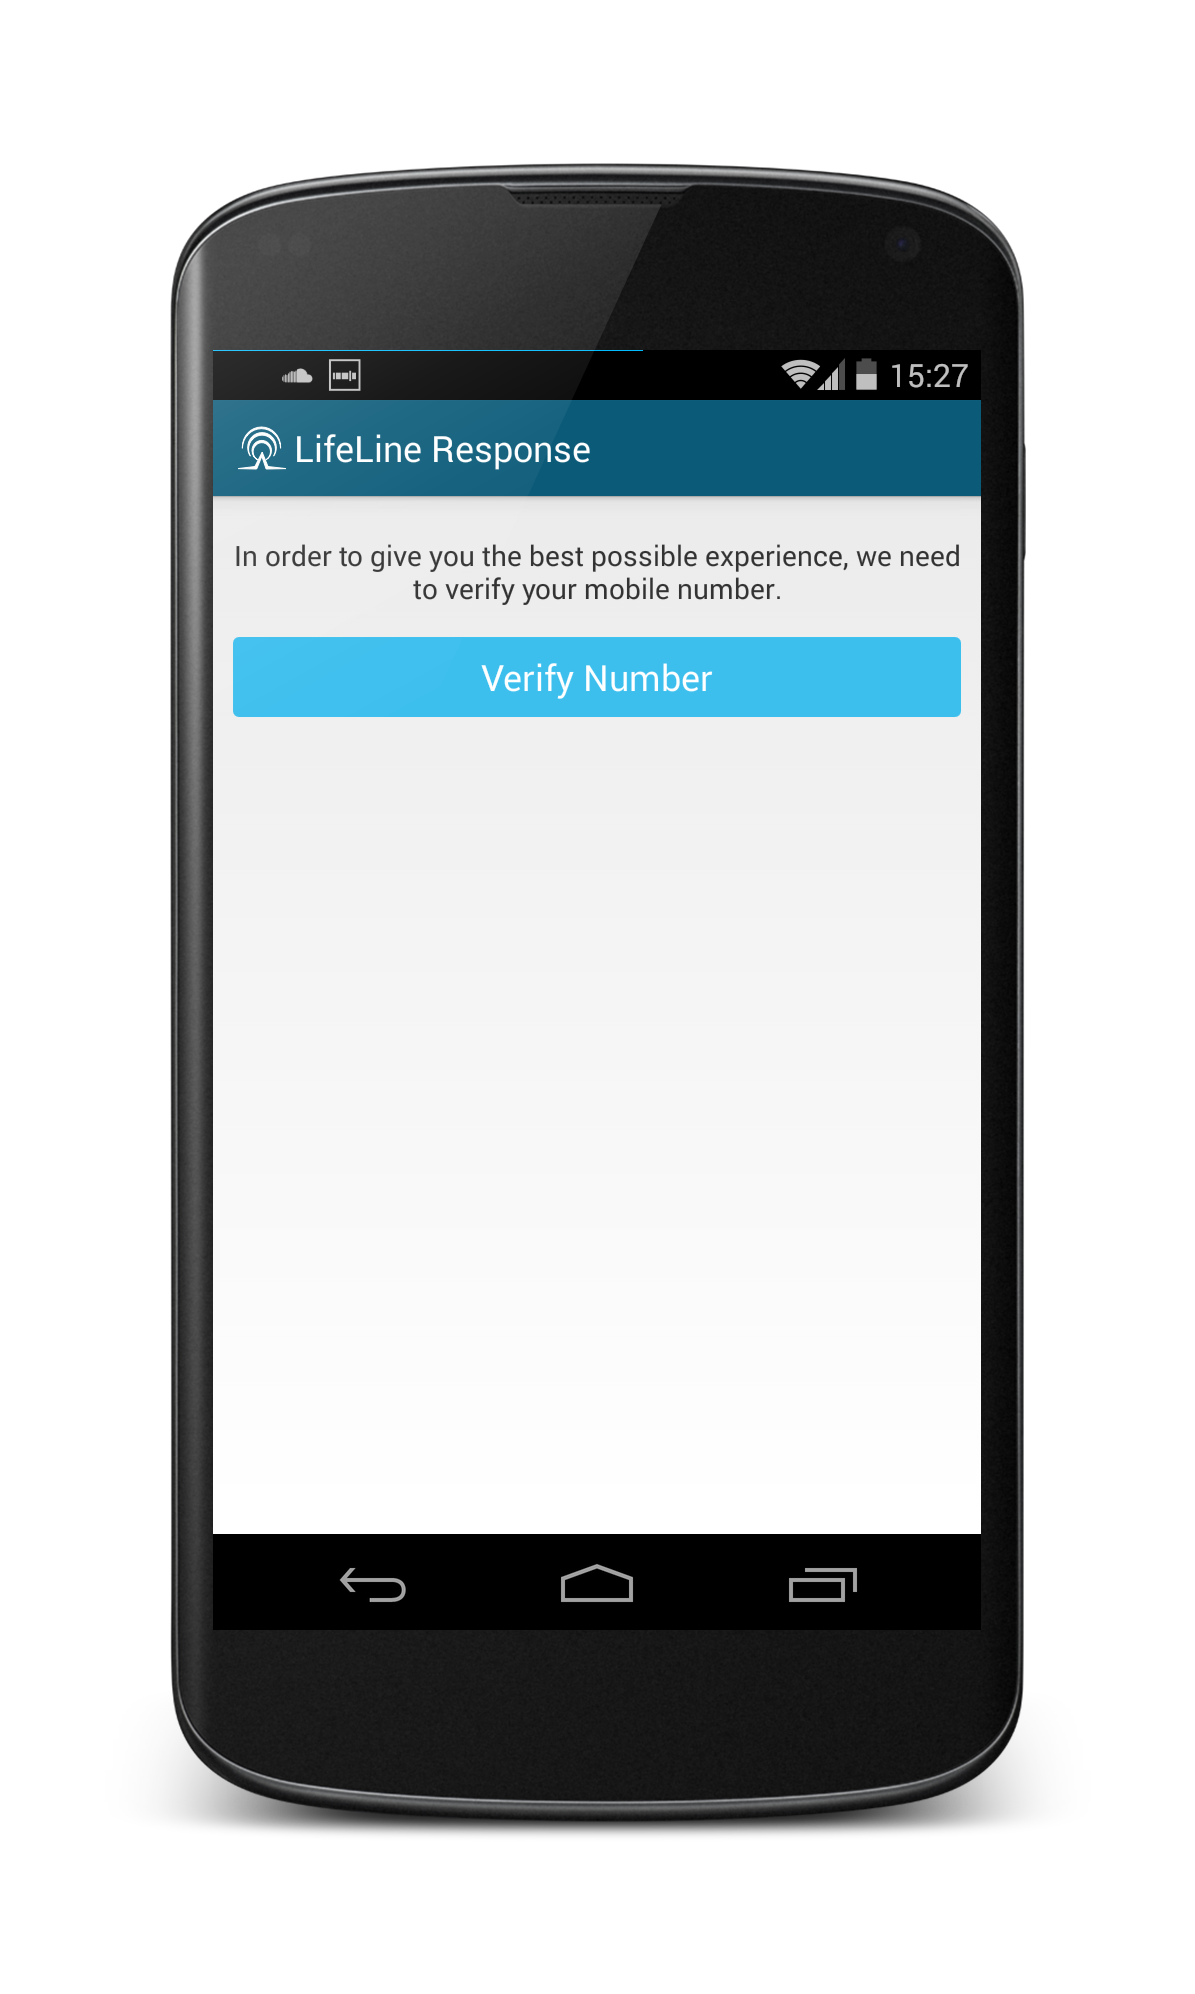 15:27
LifeLine Response
In order to give you the best possible experience, we need
to verify your mobile number.
Verify Number